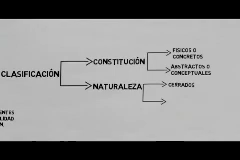 CLASIFICACIÓN
CONSTITUCIÓN
FISICOS O
CONCRETOS
ABSTRACTOS O
CONCEPTUALES
NATURALEZA
CERRADOS